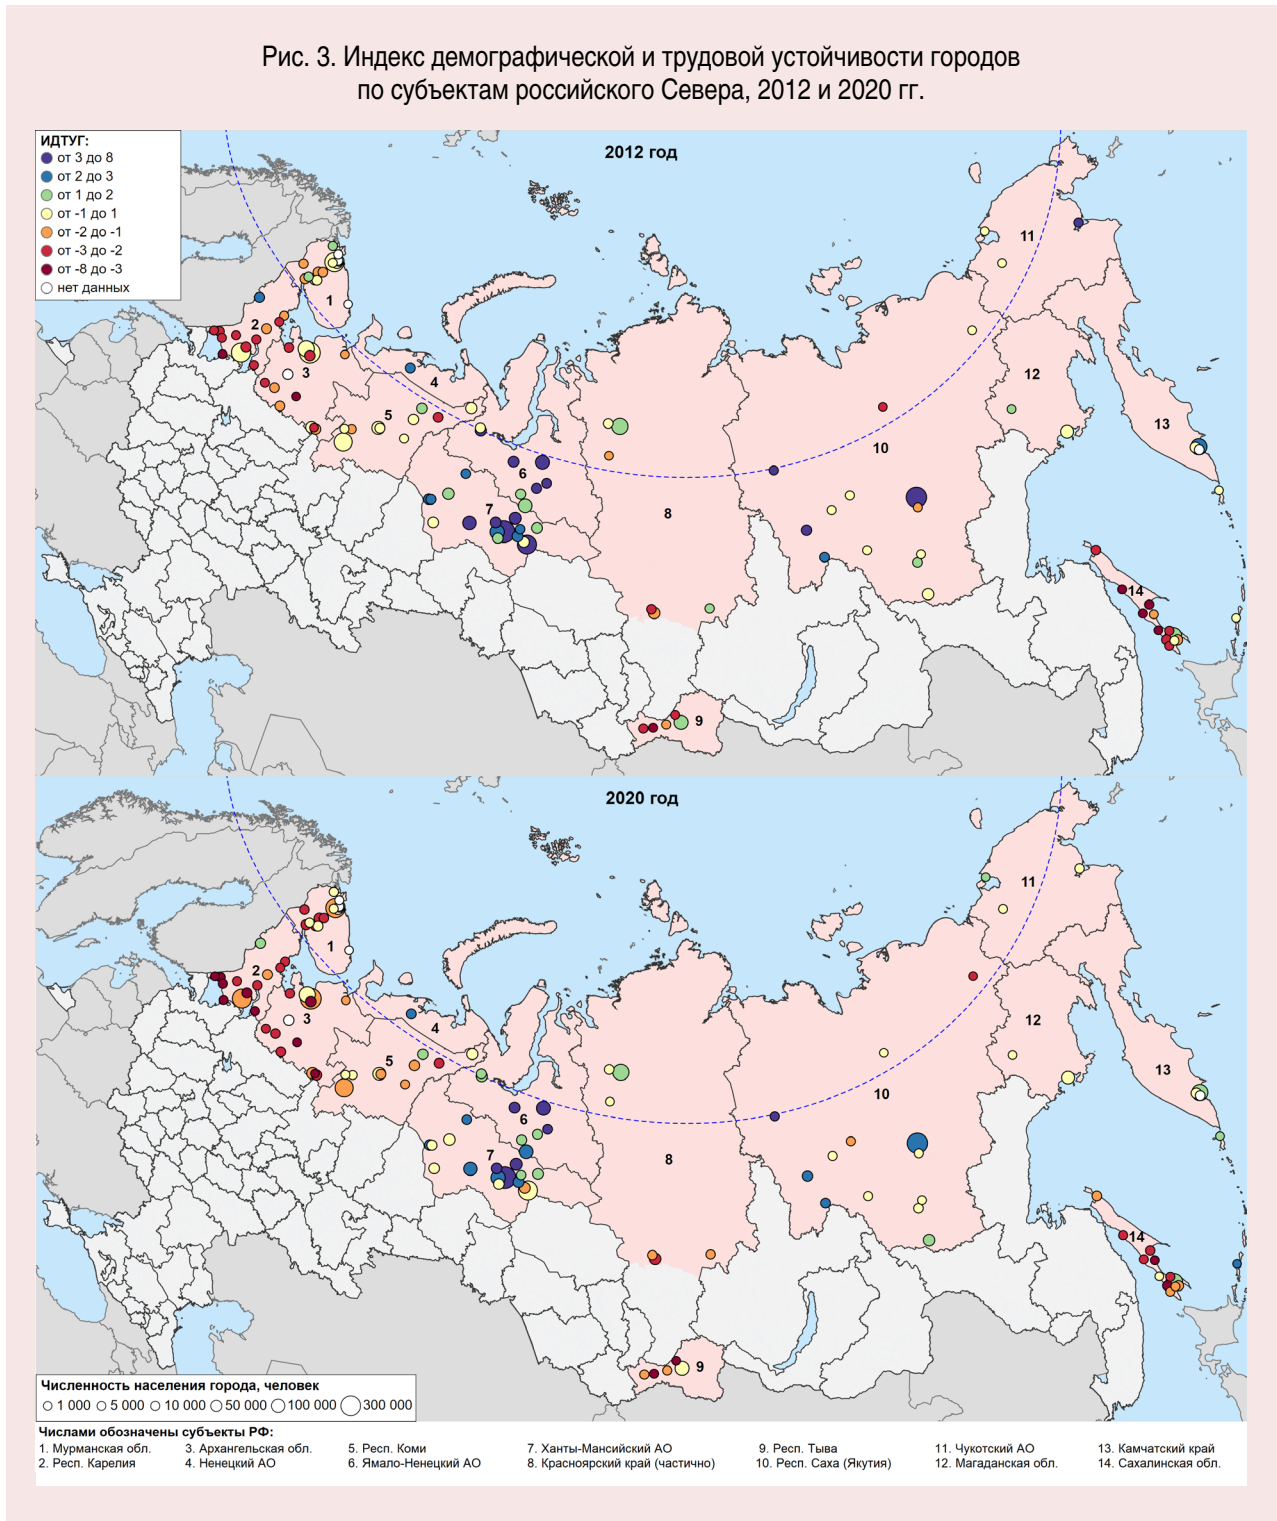 Рис. 3. Индекс демографической и трудовой устойчивости городов
по субъектам российского Севера, 2012 и 2020 гг.
ИДТУГ:
от 3 до 8
от 2 до 3
от 1 до 2
от -1 до 1
от -2 до -1
от -3 до -2
от -8 до -3
нет данных
2012 год
1
2
3
4
5
6
7
8
9
10
11
12
13
14
2020 год
1
2
3
4
5
6
7
8
9
10
11
12
13
14
Численность населения города, человек
1 000 5 000 10 000 50 000 100 000 300 000
Числами обозначены субъекты РФ:
1. Мурманская обл. 3. Архангельская обл. 5. Респ. Коми 7. Ханты-Мансийский АО 9. Респ. Тыва 11. Чукотский АО 13. Камчатский край
2. Респ. Карелия 4. Ненецкий АО 6. Ямало-Ненецкий АО 8. Красноярский край (частично) 10. Респ. Саха (Якутия) 12. Магаданская обл. 14. Сахалинская обл.